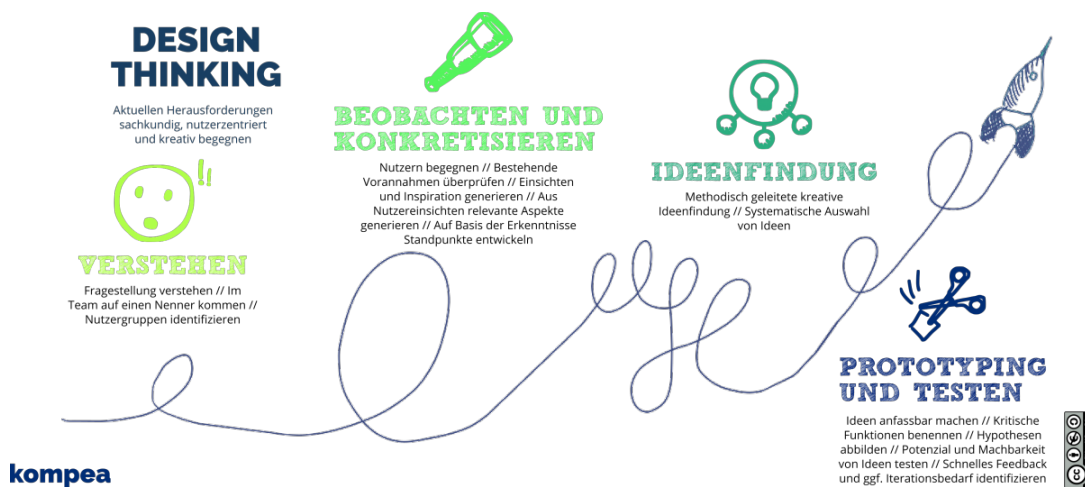 DESIGN
THINKING
Aktuellen Herausforderungen
sachkundig, nutzerzentriert
und kreativ begegnen
VERSTEHEN
Fragestellung verstehen // Im
Team auf einen Nenner kommen //
Nutzergruppen identifizieren
BEOBACHTEN UND
KONKRETISIEREN
Nutzern begegnen // Bestehende
Vorannahmen überprüfen // Einsichten
und Inspiration generieren // Aus
Nutzereinsichten relevante Aspekte
generieren // Auf Basis der Erkenntnisse
Standpunkte entwickeln
IDEENFINDUNG
Methodisch geleitete kreative
Ideenfindung // Systematische Auswahl
von Ideen
PROTOTYPING
UND TESTEN
Ideen anfassbar machen // Kritische
Funktionen benennen // Hypothesen
abbilden // Potenzial und Machbarkeit
von Ideen testen // Schnelles Feedback
und ggf. Iterationsbedarf identifizieren
kompea
cc